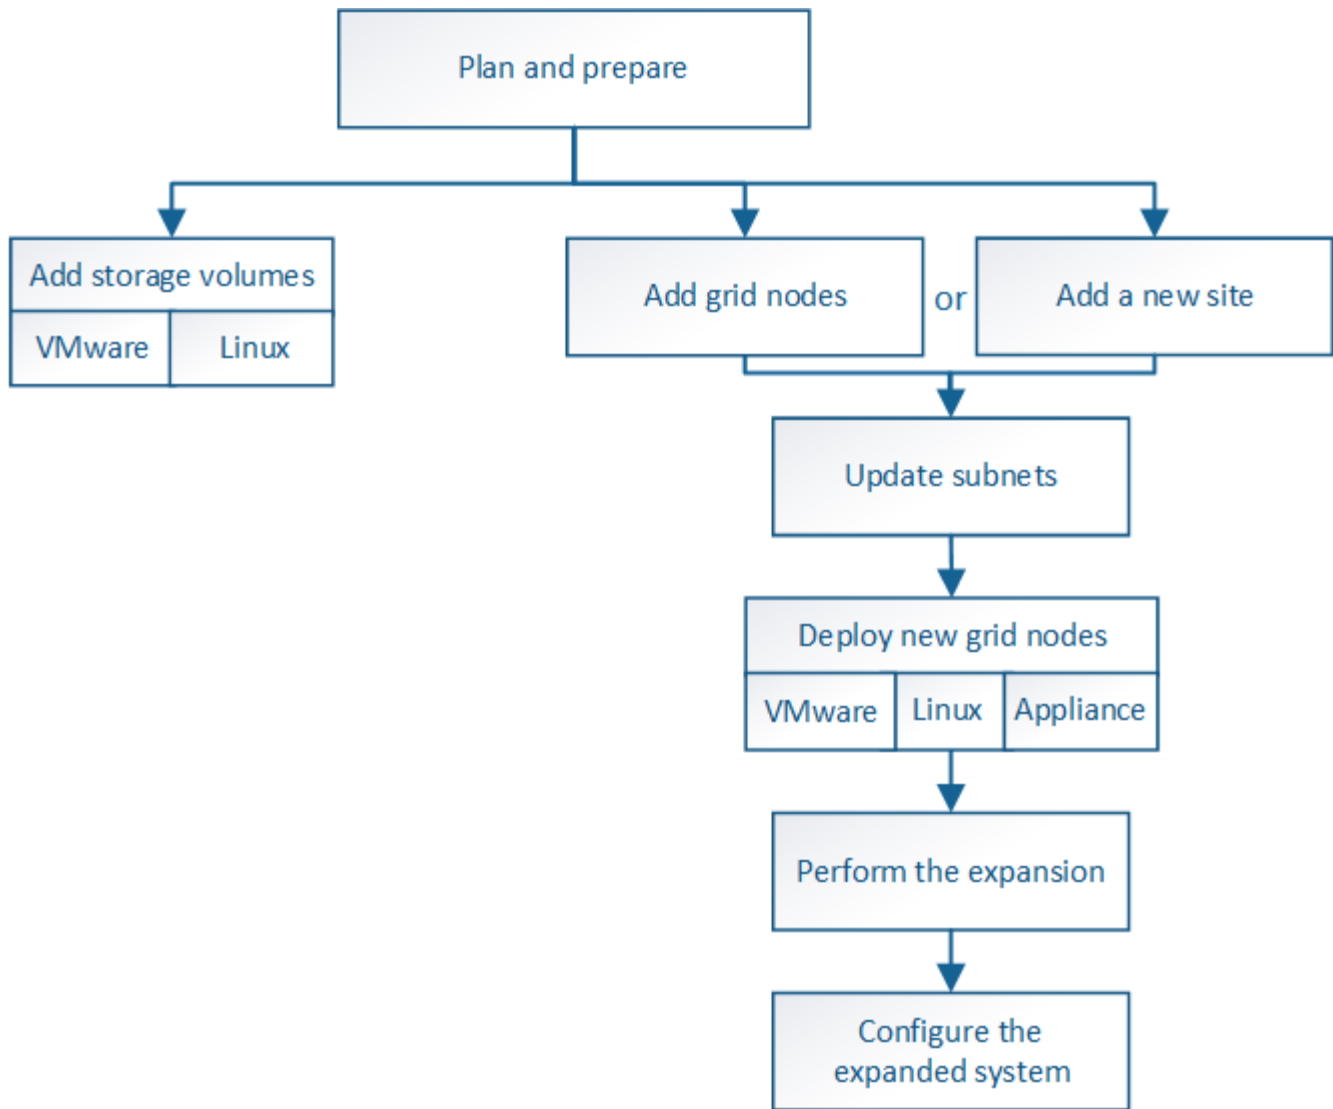 Plan and prepare
Add storage volumes
VMware
Linux
Add grid nodes
or
Add a new site
Update subnets
Deploy new grid nodes
VMware
Linux
Appliance
Perform the expansion
Configure the
expanded system